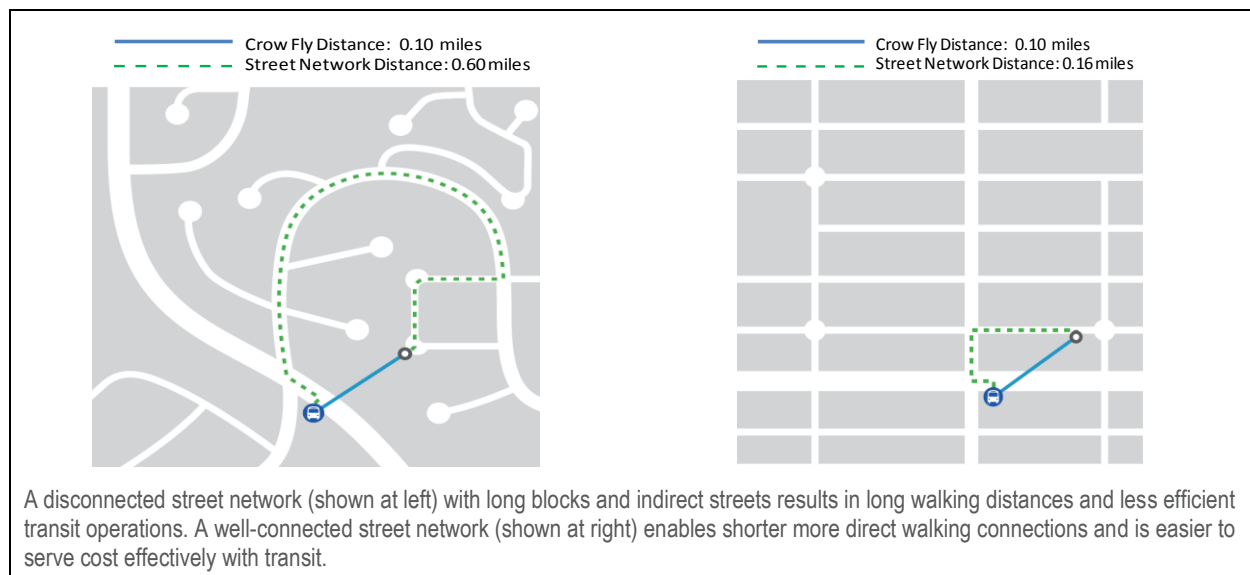 Crow Fly Distance: 0.10 miles
Street Network Distance: 0.60 miles
Crow Fly Distance: 0.10 miles
Street Network Distance: 0.16 miles
A disconnected street network (shown at left) with long blocks and indirect streets results in long walking distances and less efficient
transit operations. A well-connected street network (shown at right) enables shorter more direct walking connections and is easier to
serve cost effectively with transit.